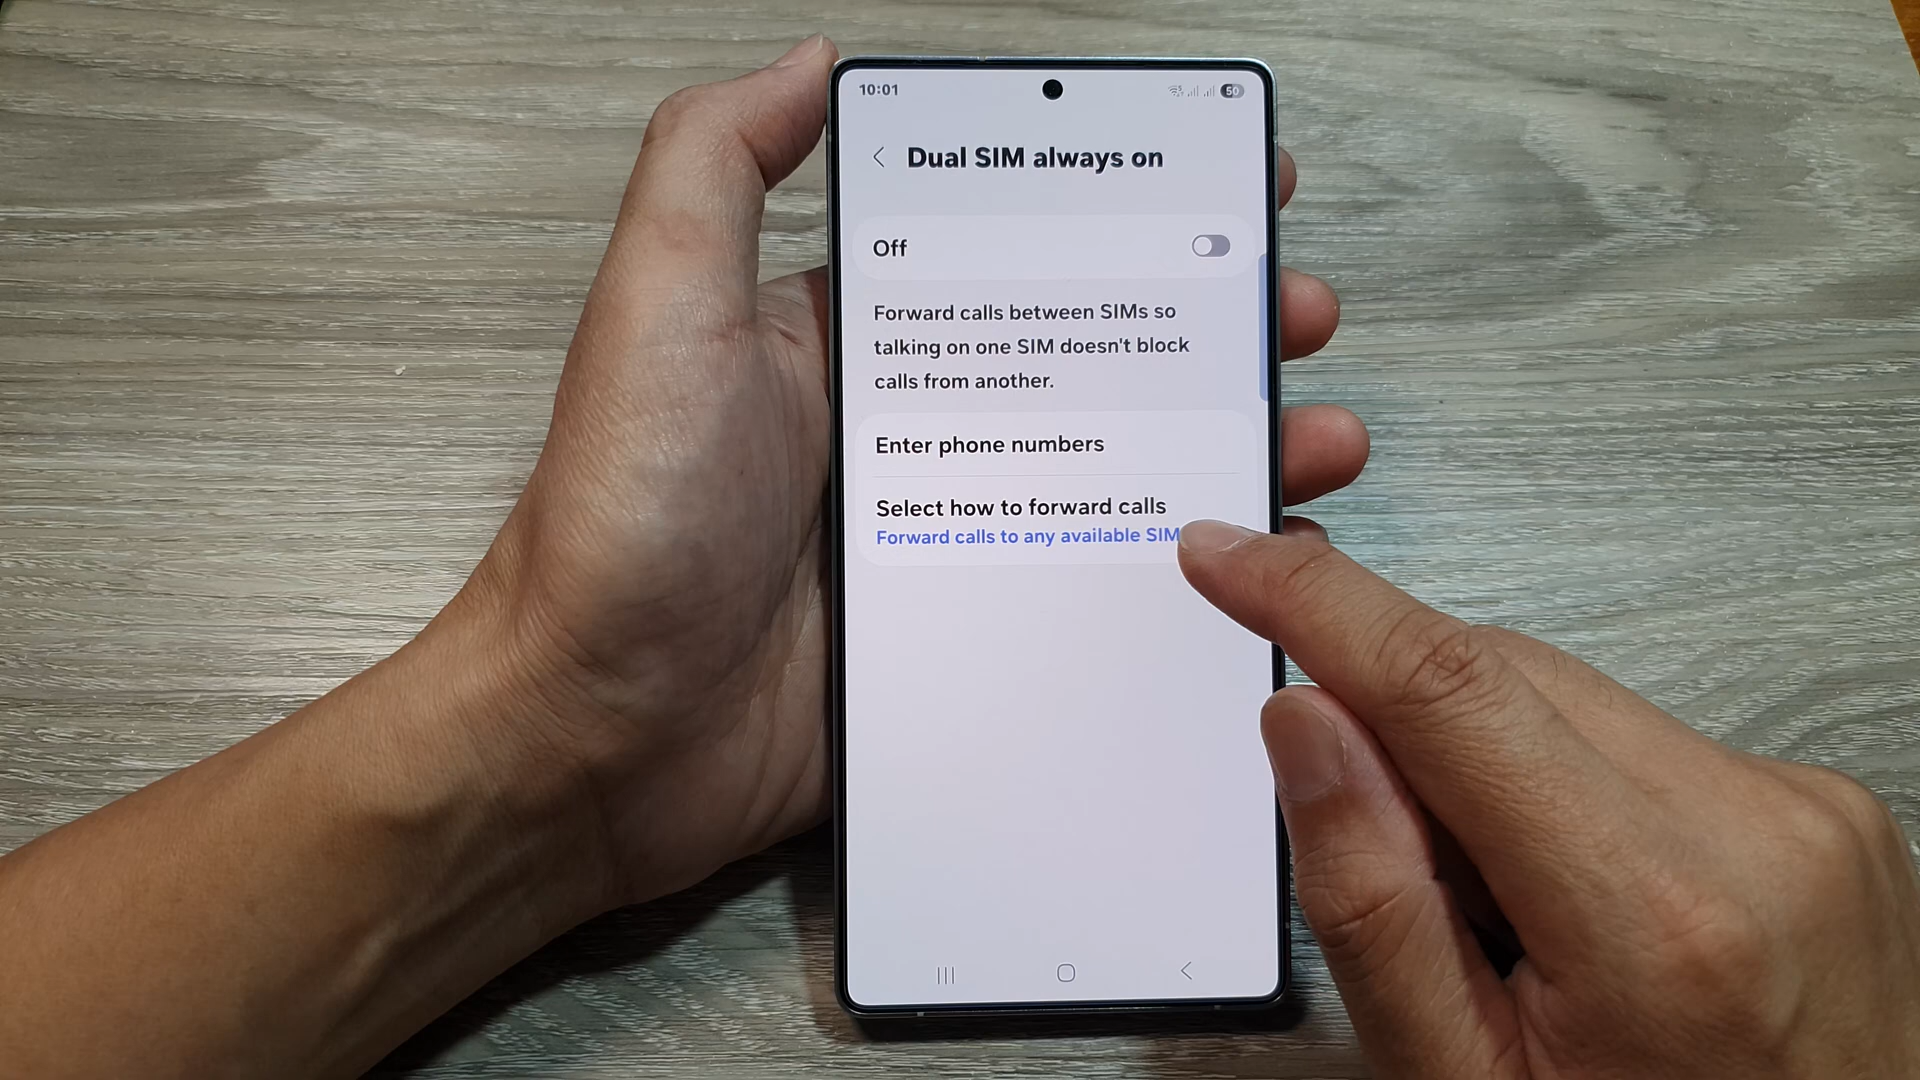 10:01
50
Dual SIM always on
Off
Forward calls between SIMs so
talking on one SIM doesn't block
calls from another.
Enter phone numbers
Select how to forward calls
Forward calls to any available SIM